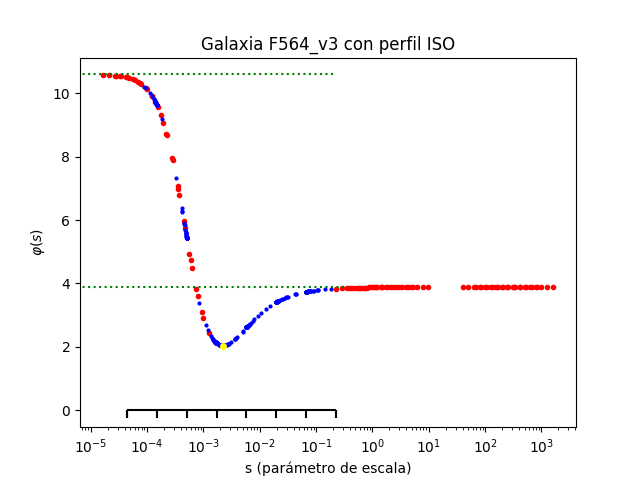 Galaxia F564_v3 con perfil ISO
φ(s)
10
8
6
4
2
0
10⁻⁵ 10⁻⁴ 10⁻³ 10⁻² 10⁻¹ 10⁰ 10¹ 10² 10³
s (parámetro de escala)